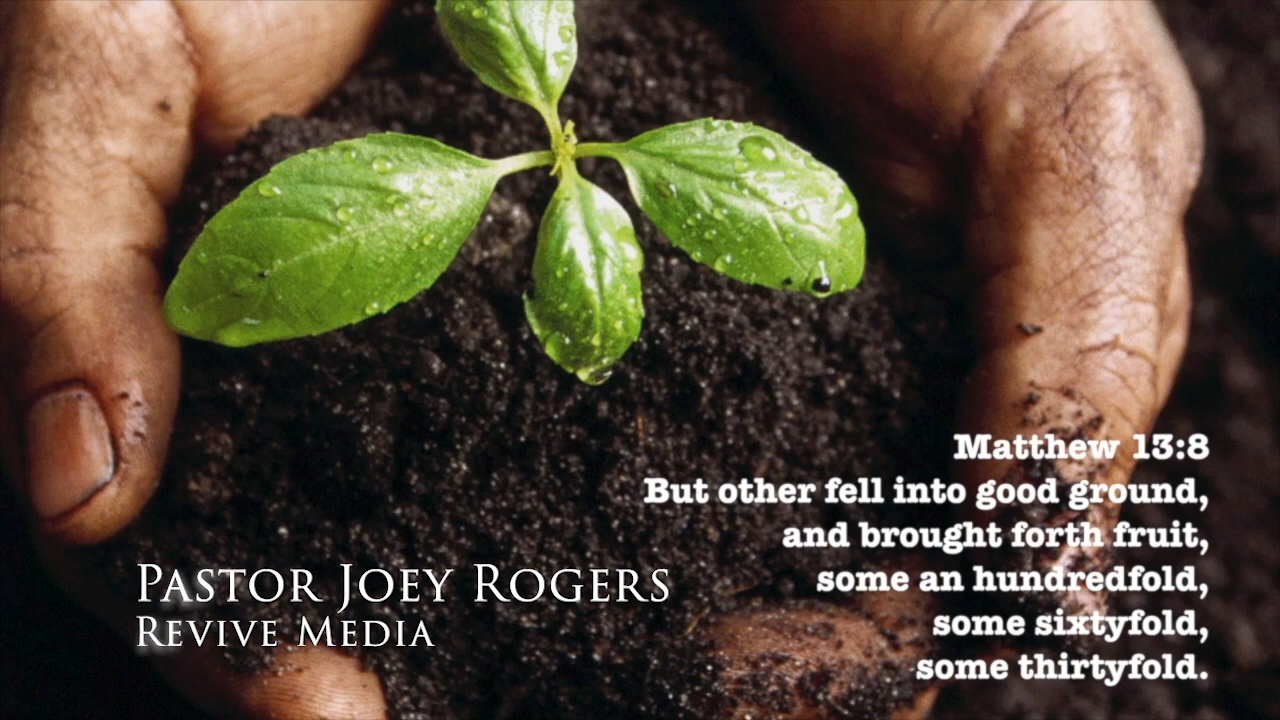 Matthew 13:8
But other fell into good ground,
and brought forth fruit,
some an hundredfold,
some sixtyfold,
some thirtyfold.
Pastor Joey Rogers
Revive Media